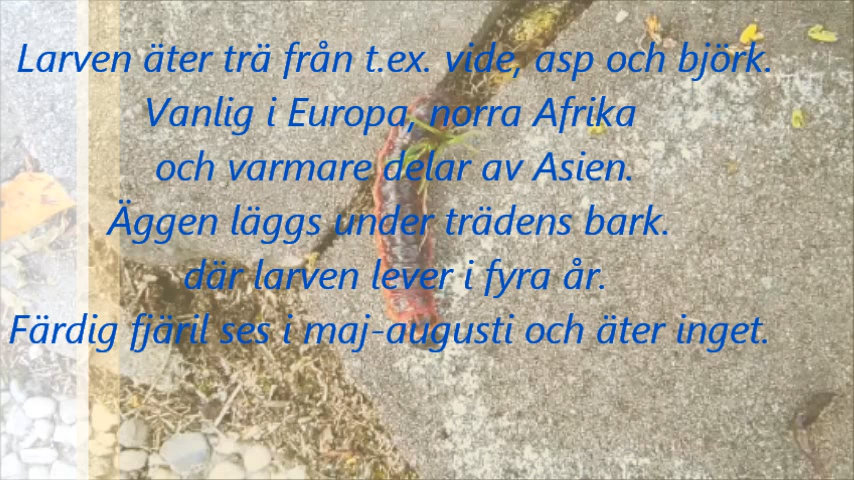 Larven äter trä från t.ex. vide, asp och björk.
Vanlig i Europa, norra Afrika
och varmare delar av Asien.
Äggen läggs under trädens bark.
där larven lever i fyra år.
Färdig fjäril ses i maj-augusti och äter inget.